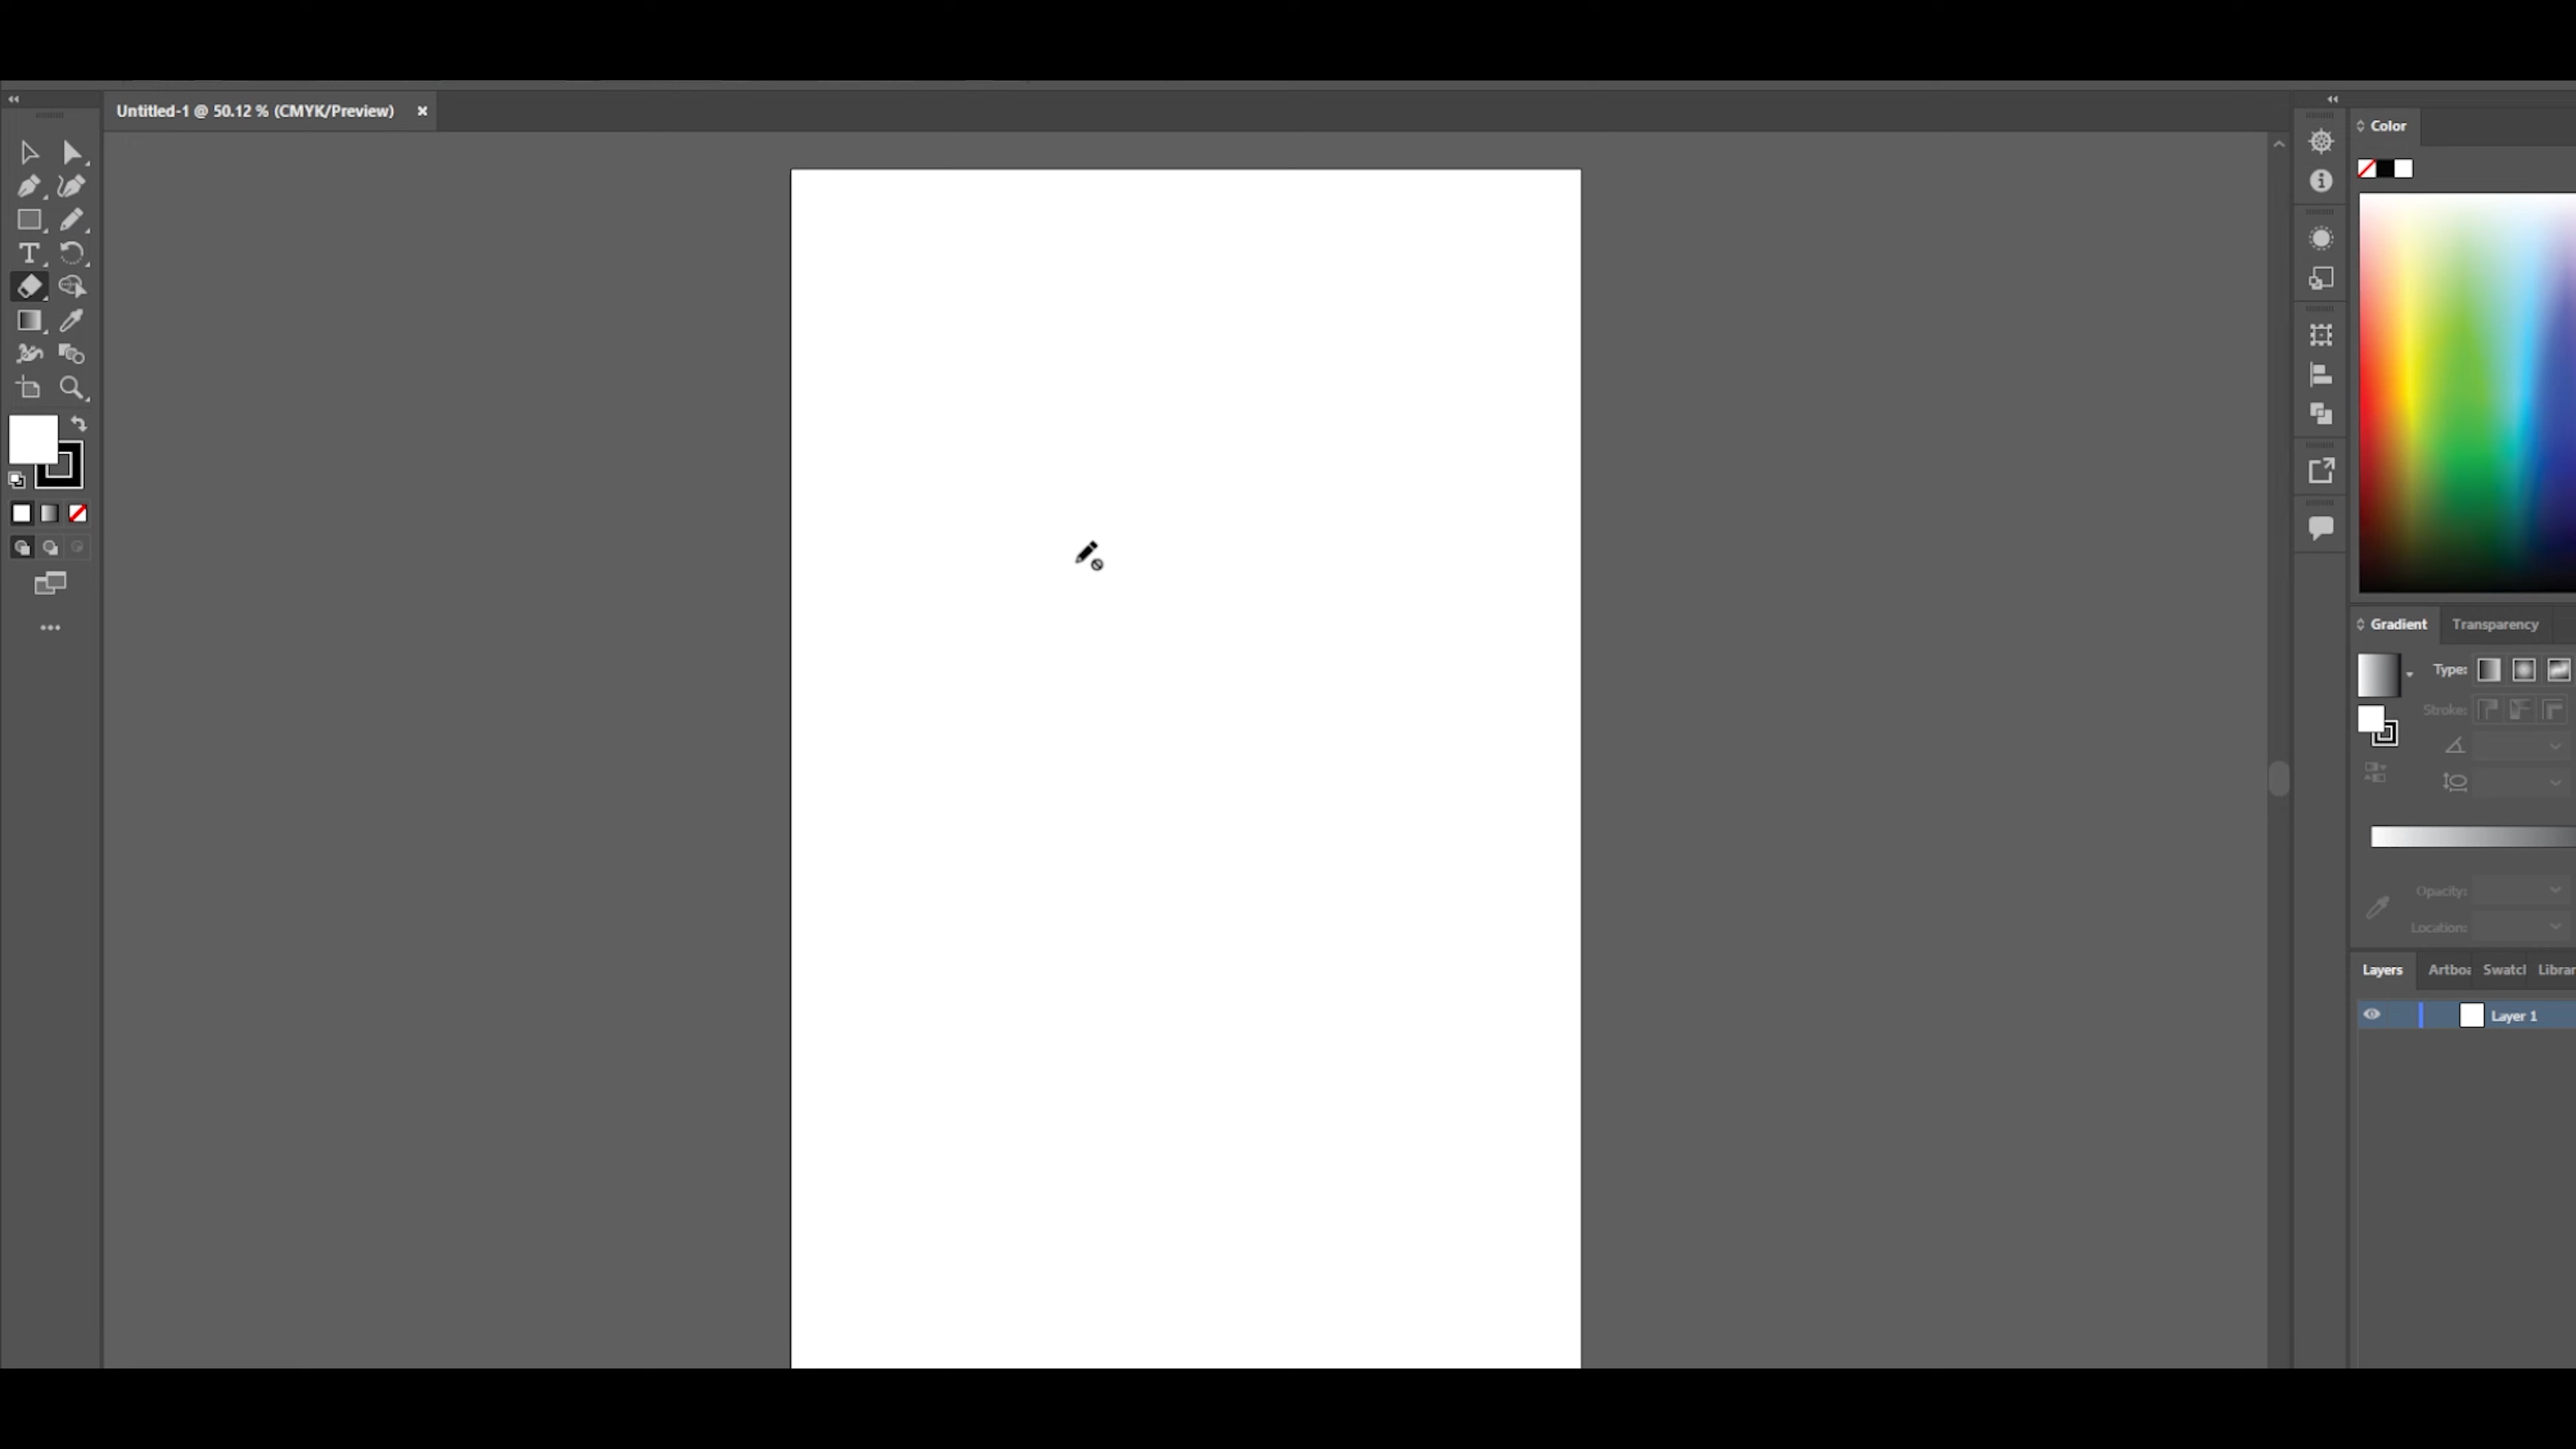 Untitled-1 @ 50.12 % (CMYK/Preview)
Color
T
Gradient Transparency
Type:
Stroke:
Opacity:
Location:
Layers Artboa Swatcl Librar
Layer 1